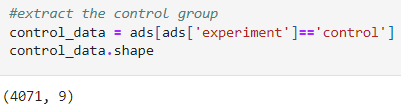 #extract the control group
control_data = ads[ads['experiment']=='control']
control_data.shape
(4071, 9)